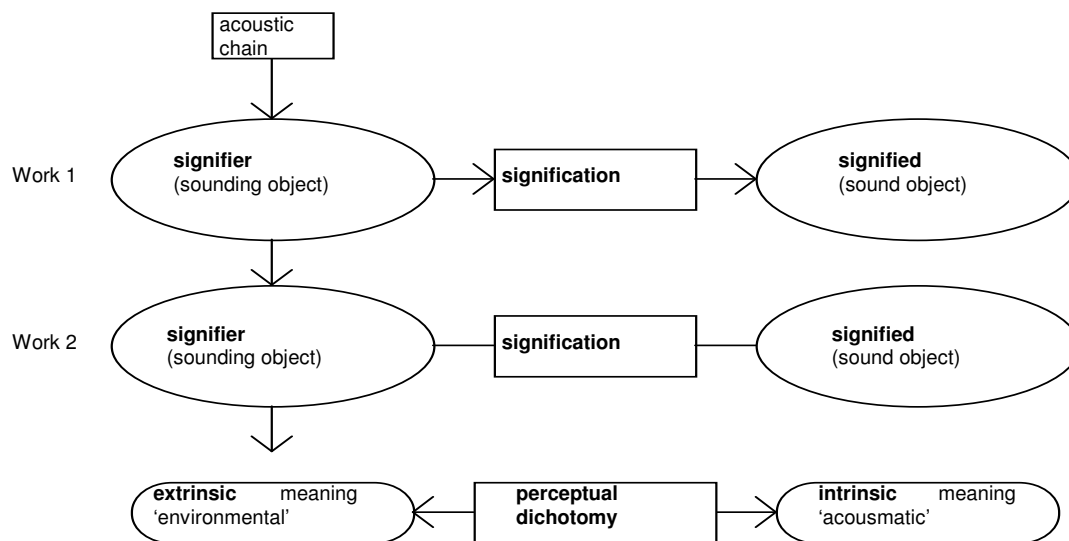 acoustic
chain
Work 1
signifier
(sounding object)
signification
signified
(sound object)
Work 2
signifier
(sounding object)
signification
signified
(sound object)
extrinsic meaning
'environmental'
perceptual
dichotomy
intrinsic meaning
'acousmatic'